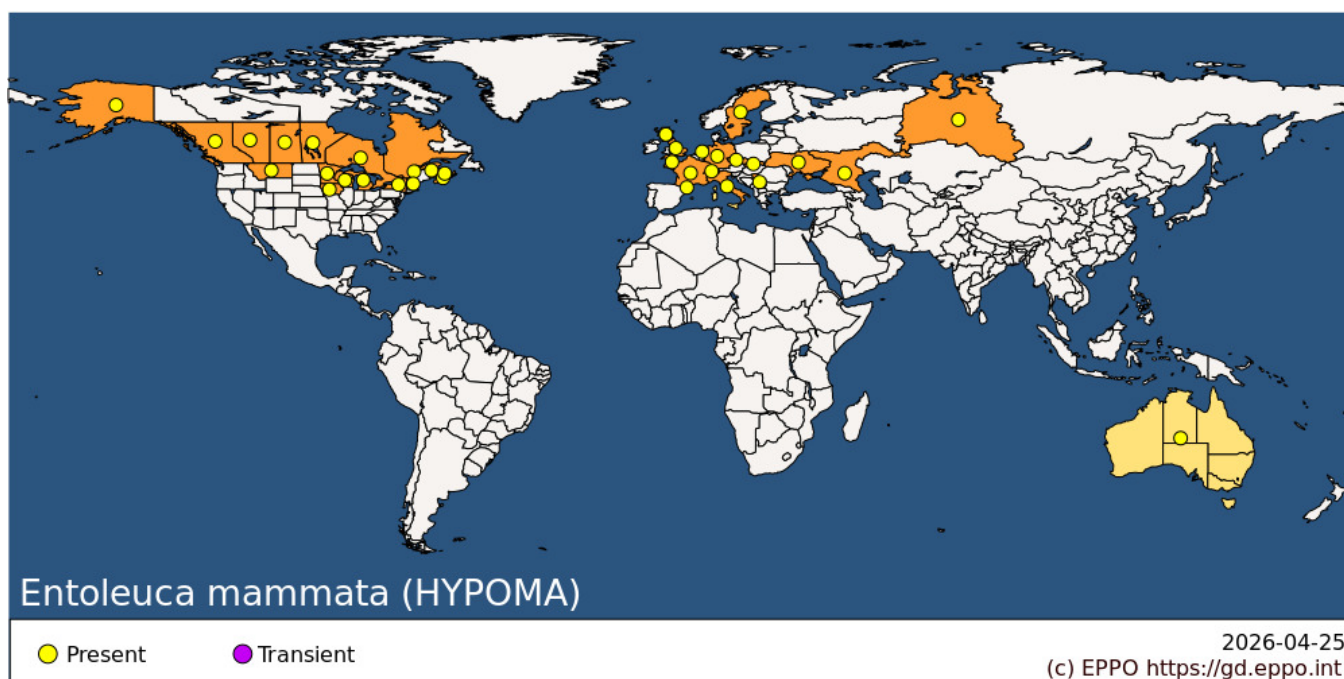 Entoleuca mammata (HYPOMA)
Present
Transient
2026-04-25
(c) EPPO https://gd.eppo.int